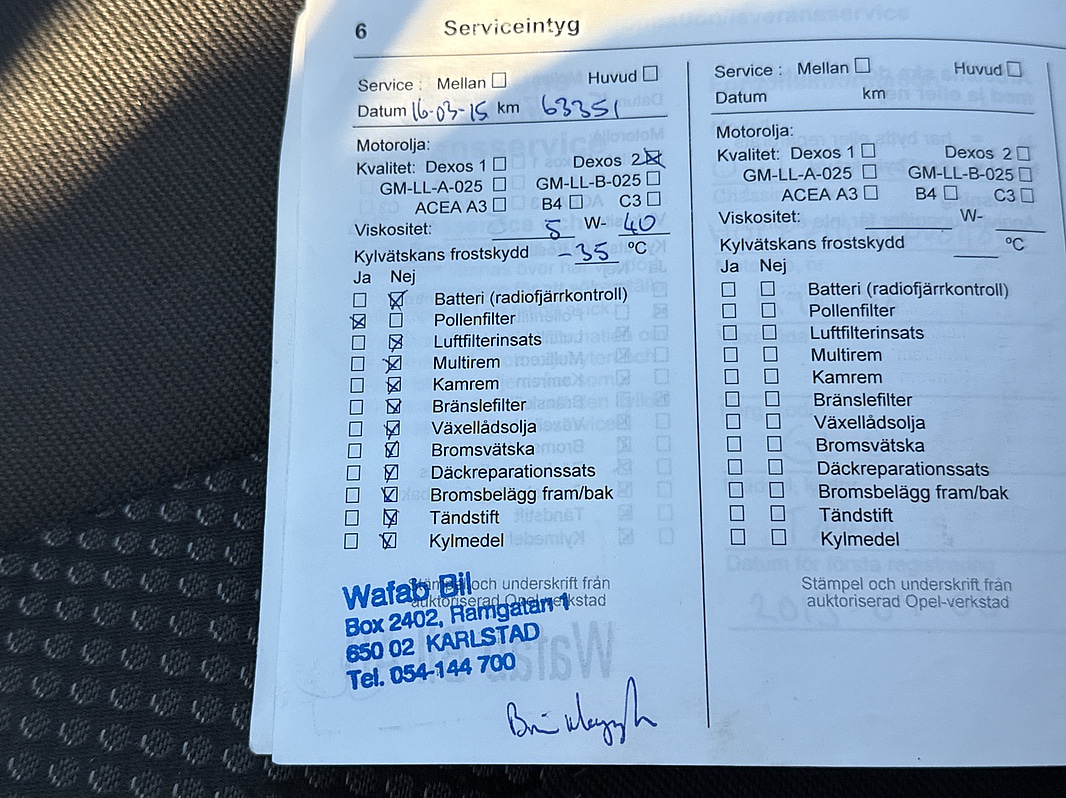 6 Serviceintyg
Service : Mellan Huvud
Datum 16-03-15 km 63351
Motorolja:
Kvalitet: Dexos 1 Dexos 2
GM-LL-A-025 GM-LL-B-025
ACEA A3 B4 C3
Viskositet: 5 W- 40
Kylvätskans frostskydd -35 °C
Ja Nej
Batteri (radiofjärrkontroll)
Pollenfilter
Luftfilterinsats
Multirem
Kamrem
Bränslefilter
Växellådsolja
Bromsvätska
Däckreparationssats
Bromsbelägg fram/bak
Tändstift
Kylmedel
Stämpel och underskrift från
auktoriserad Opel-verkstad
Wafab Bil
Box 2402, Ramgatan 1
650 02 KARLSTAD
Tel. 054-144 700
Service : Mellan Huvud
Datum km
Motorolja:
Kvalitet: Dexos 1 Dexos 2
GM-LL-A-025 GM-LL-B-025
ACEA A3 B4 C3
Viskositet: W-
Kylvätskans frostskydd °C
Ja Nej
Batteri (radiofjärrkontroll)
Pollenfilter
Luftfilterinsats
Multirem
Kamrem
Bränslefilter
Växellådsolja
Bromsvätska
Däckreparationssats
Bromsbelägg fram/bak
Tändstift
Kylmedel
Stämpel och underskrift från
auktoriserad Opel-verkstad